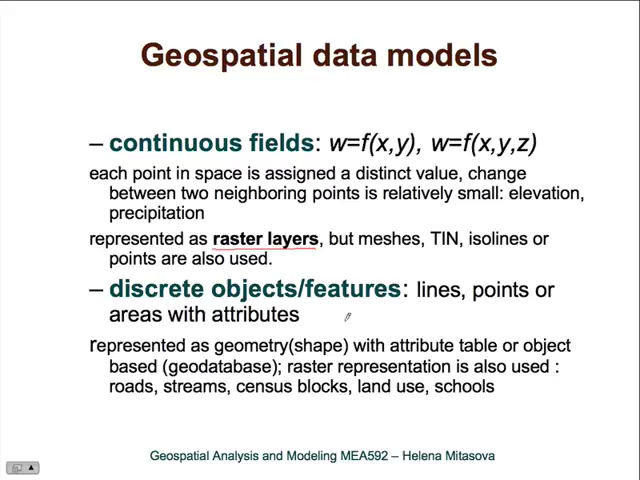 Geospatial data models
– continuous fields: w=f(x,y), w=f(x,y,z)
each point in space is assigned a distinct value, change
between two neighboring points is relatively small: elevation,
precipitation
represented as raster layers, but meshes, TIN, isolines or
points are also used.
– discrete objects/features: lines, points or
areas with attributes
represented as geometry(shape) with attribute table or object
based (geodatabase); raster representation is also used :
roads, streams, census blocks, land use, schools
Geospatial Analysis and Modeling MEA592 – Helena Mitasova